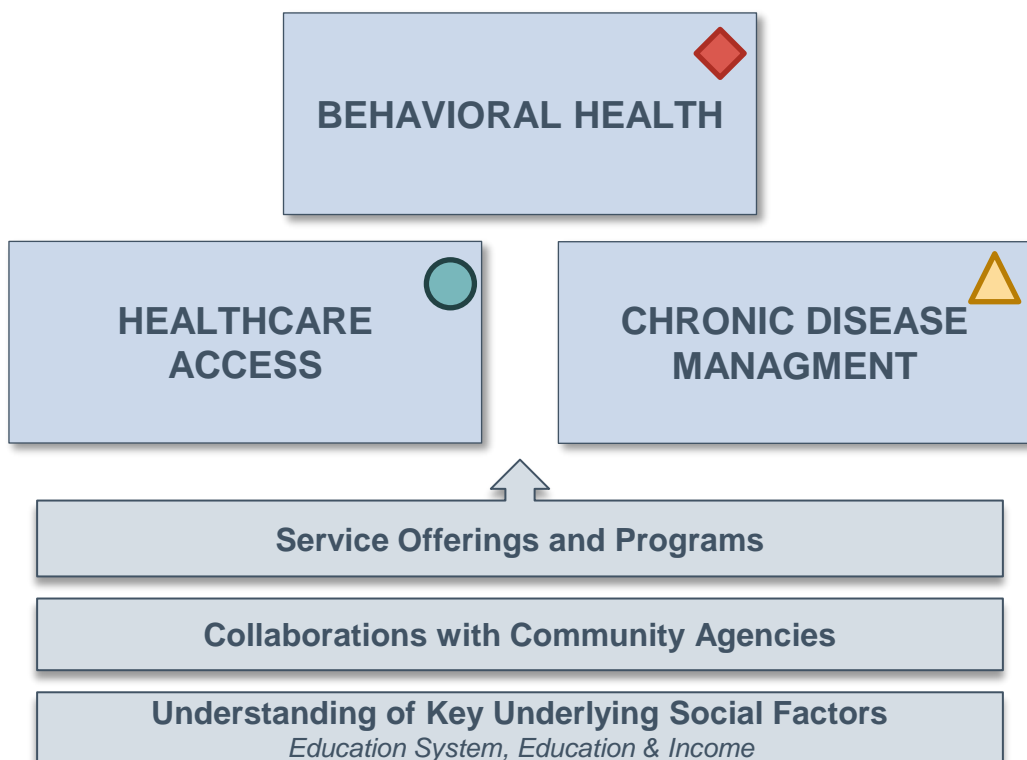 BEHAVIORAL HEALTH
HEALTHCARE
ACCESS
CHRONIC DISEASE
MANAGMENT
Service Offerings and Programs
Collaborations with Community Agencies
Understanding of Key Underlying Social Factors
Education System, Education & Income